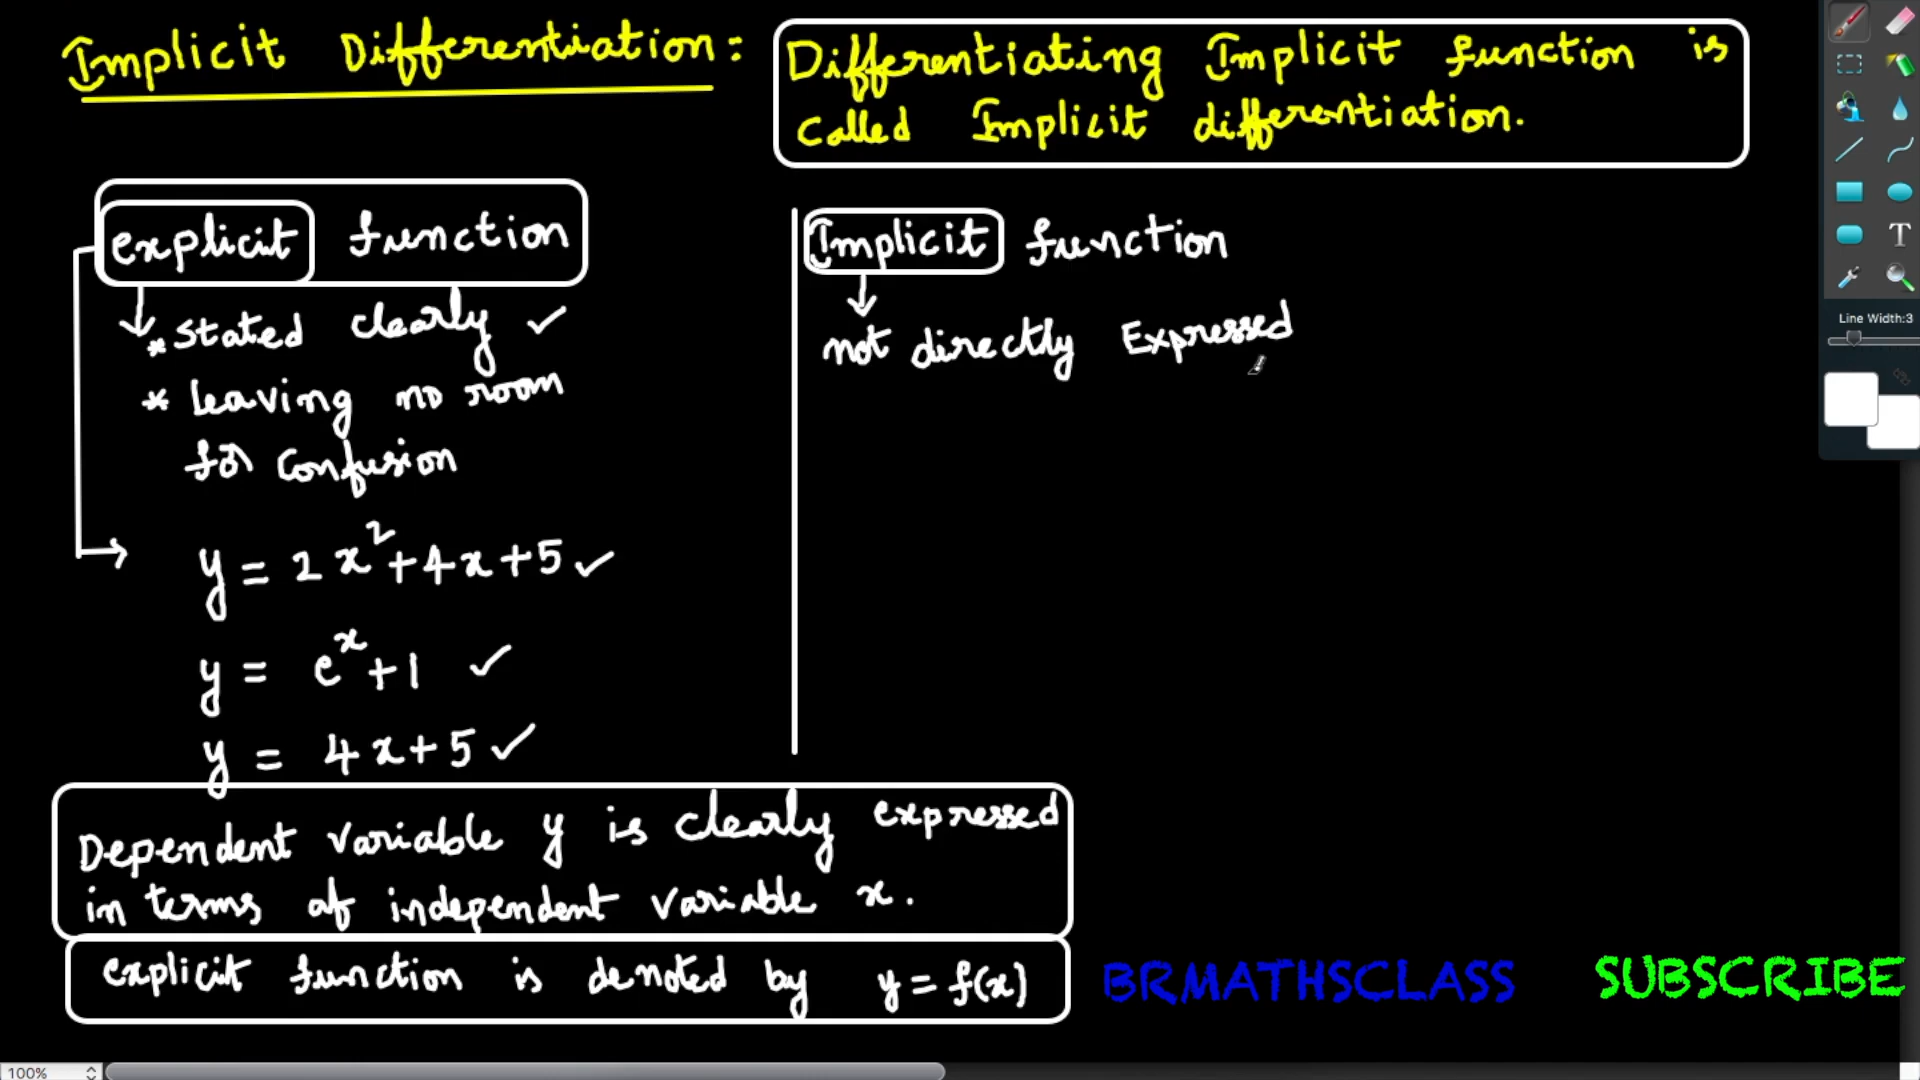 Implicit Differentiation:
Differentiating Implicit function is
called Implicit differentiation.
explicit function
* stated clearly ✓
* leaving no room
for confusion
y = 2x²+4x+5 ✓
y = eˣ+1 ✓
y = 4x+5 ✓
Implicit function
not directly Expressed
Dependent variable y is clearly expressed
in terms of independent variable x.
explicit function is denoted by y = f(x)
BRMATHSCLASS
SUBSCRIBE
T
Line Width:3
100%